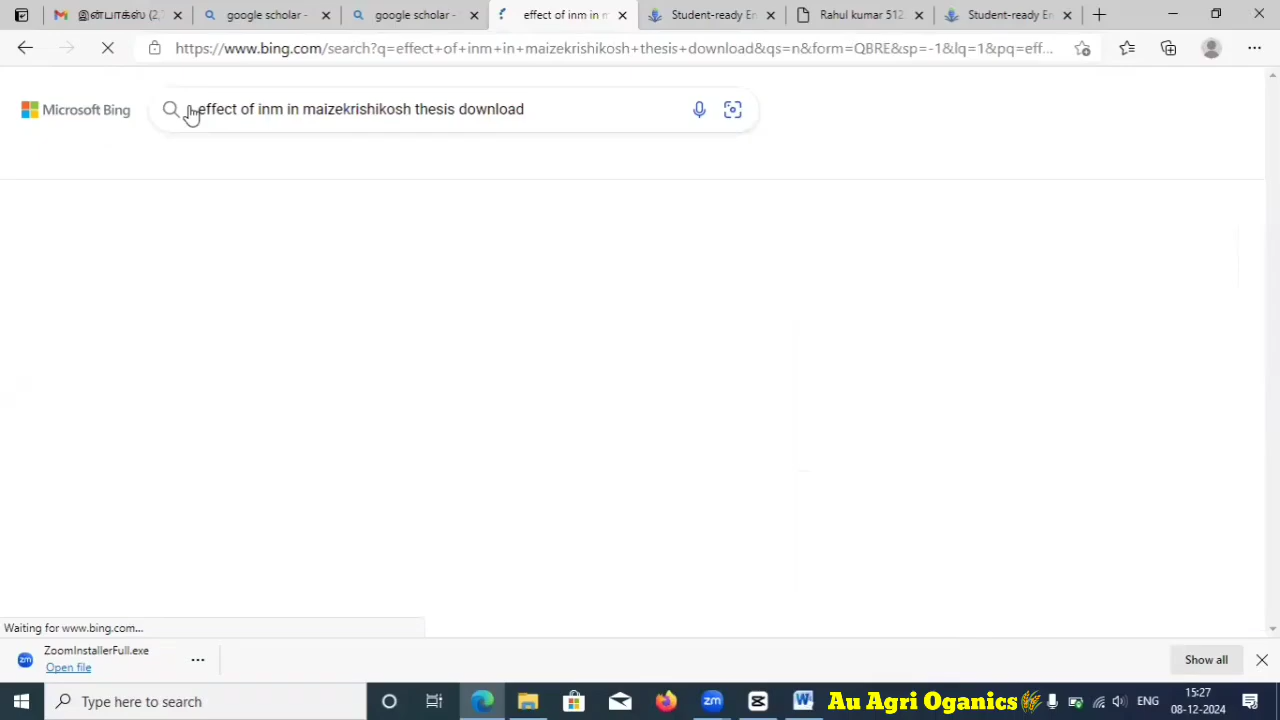 இயாகஸ் (2,
google scholar -
google scholar -
effect of inm in m
Student-ready En
Rahul kumar 512
Student-ready En
https://www.bing.com/search?q=effect+of+inm+in+maizekrishikosh+thesis+download&qs=n&form=QBRE&sp=-1&lq=1&pq=eff...
Microsoft Bing
effect of inm in maizekrishikosh thesis download
Waiting for www.bing.com...
ZoomInstallerFull.exe
Open file
Show all
Type here to search
Au Agri Oganics
ENG
15:27
08-12-2024